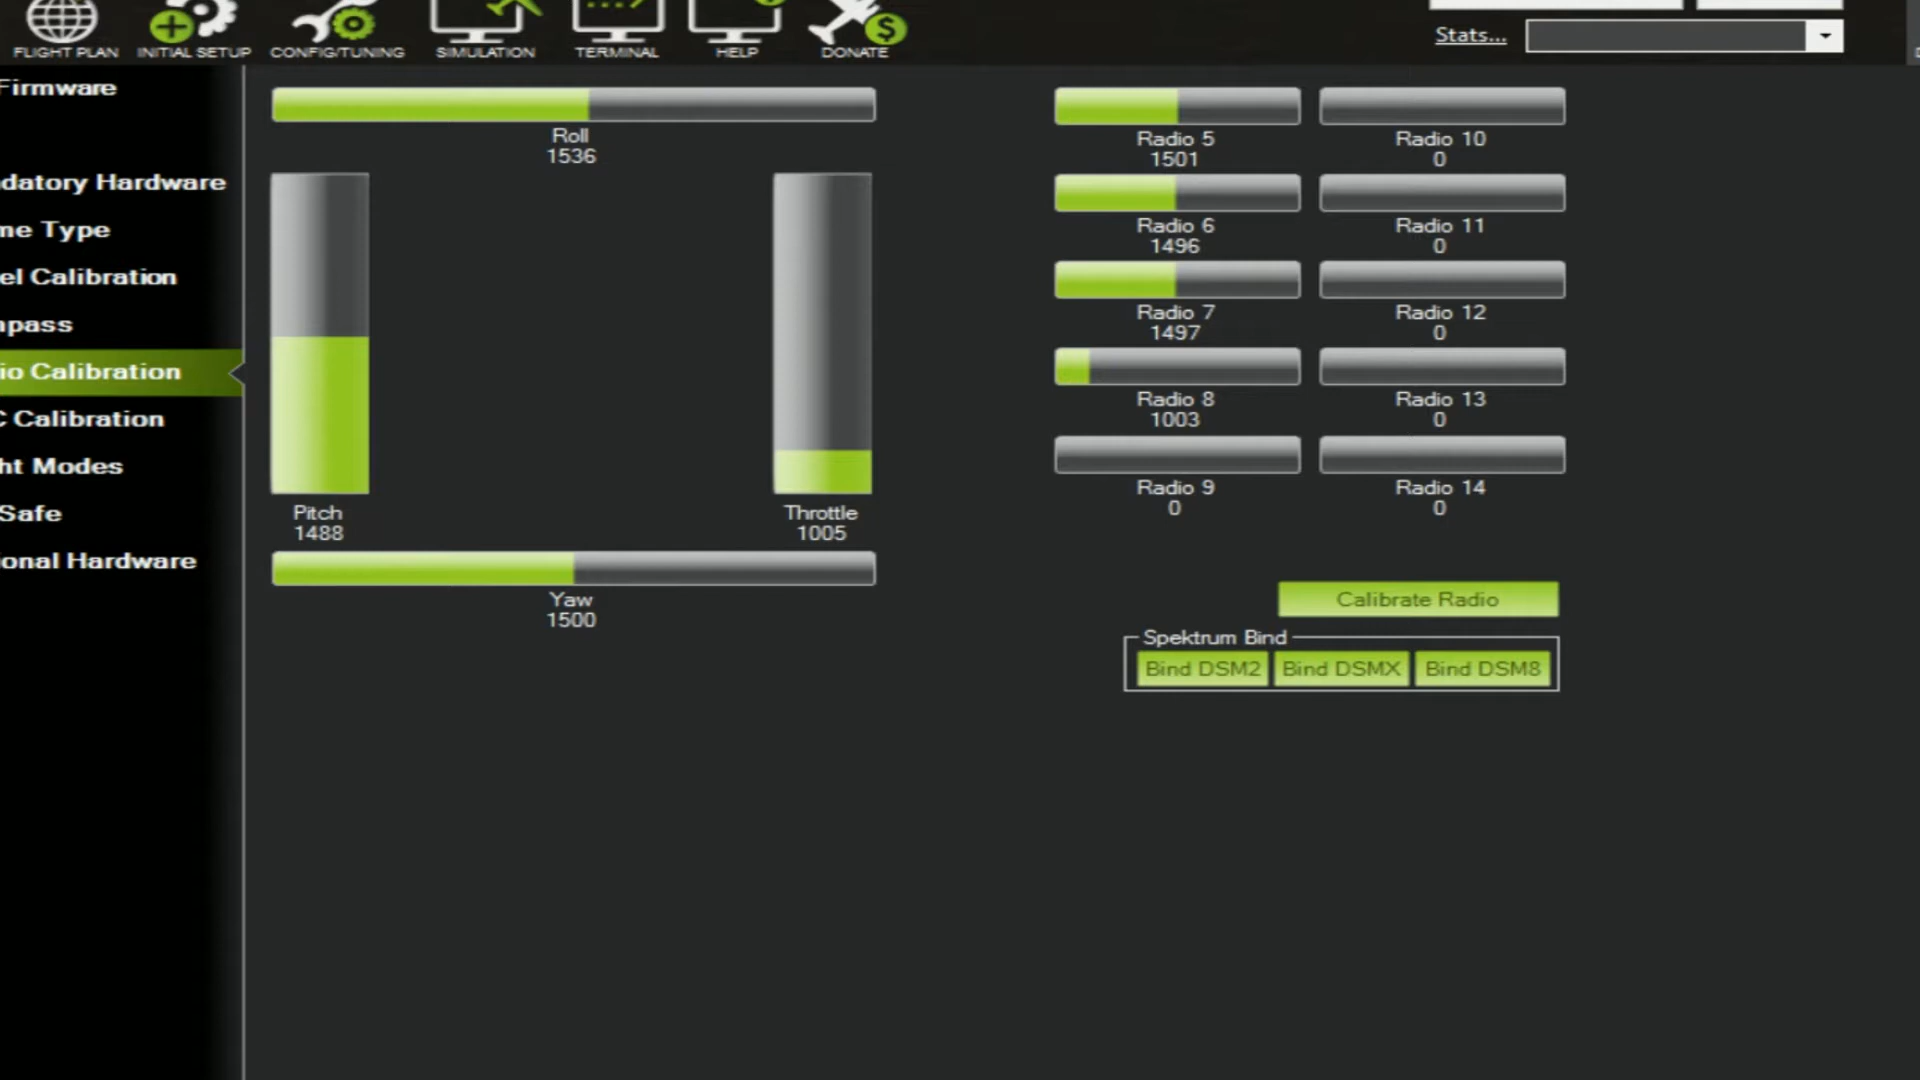 FLIGHT PLAN INITIAL SETUP CONFIG/TUNING SIMULATION TERMINAL HELP DONATE
Stats...
Firmware
datory Hardware
me Type
el Calibration
pass
io Calibration
C Calibration
ht Modes
Safe
ional Hardware
Roll
1536
Pitch
1488
Throttle
1005
Yaw
1500
Radio 5
1501
Radio 10
0
Radio 6
1496
Radio 11
0
Radio 7
1497
Radio 12
0
Radio 8
1003
Radio 13
0
Radio 9
0
Radio 14
0
Calibrate Radio
Spektrum Bind
Bind DSM2 Bind DSMX Bind DSM8